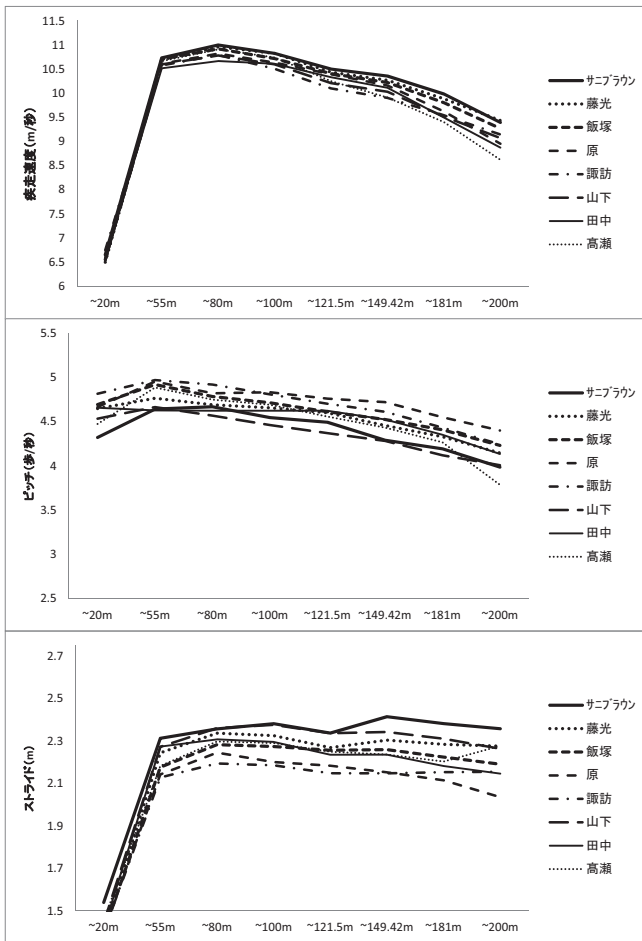 11.5
11
10.5
10
9.5
9
8.5
8
7.5
7
6.5
6
疾走速度(m/秒)
~20m ~55m ~80m ~100m ~121.5m ~149.42m ~181m ~200m
サニブラウン
藤光
飯塚
原
諏訪
山下
田中
高瀬
5.5
5
4.5
4
3.5
3
2.5
ピッチ(歩/秒)
~20m ~55m ~80m ~100m ~121.5m ~149.42m ~181m ~200m
サニブラウン
藤光
飯塚
原
諏訪
山下
田中
高瀬
2.7
2.5
2.3
2.1
1.9
1.7
1.5
ストライド(m)
~20m ~55m ~80m ~100m ~121.5m ~149.42m ~181m ~200m
サニブラウン
藤光
飯塚
原
諏訪
山下
田中
高瀬